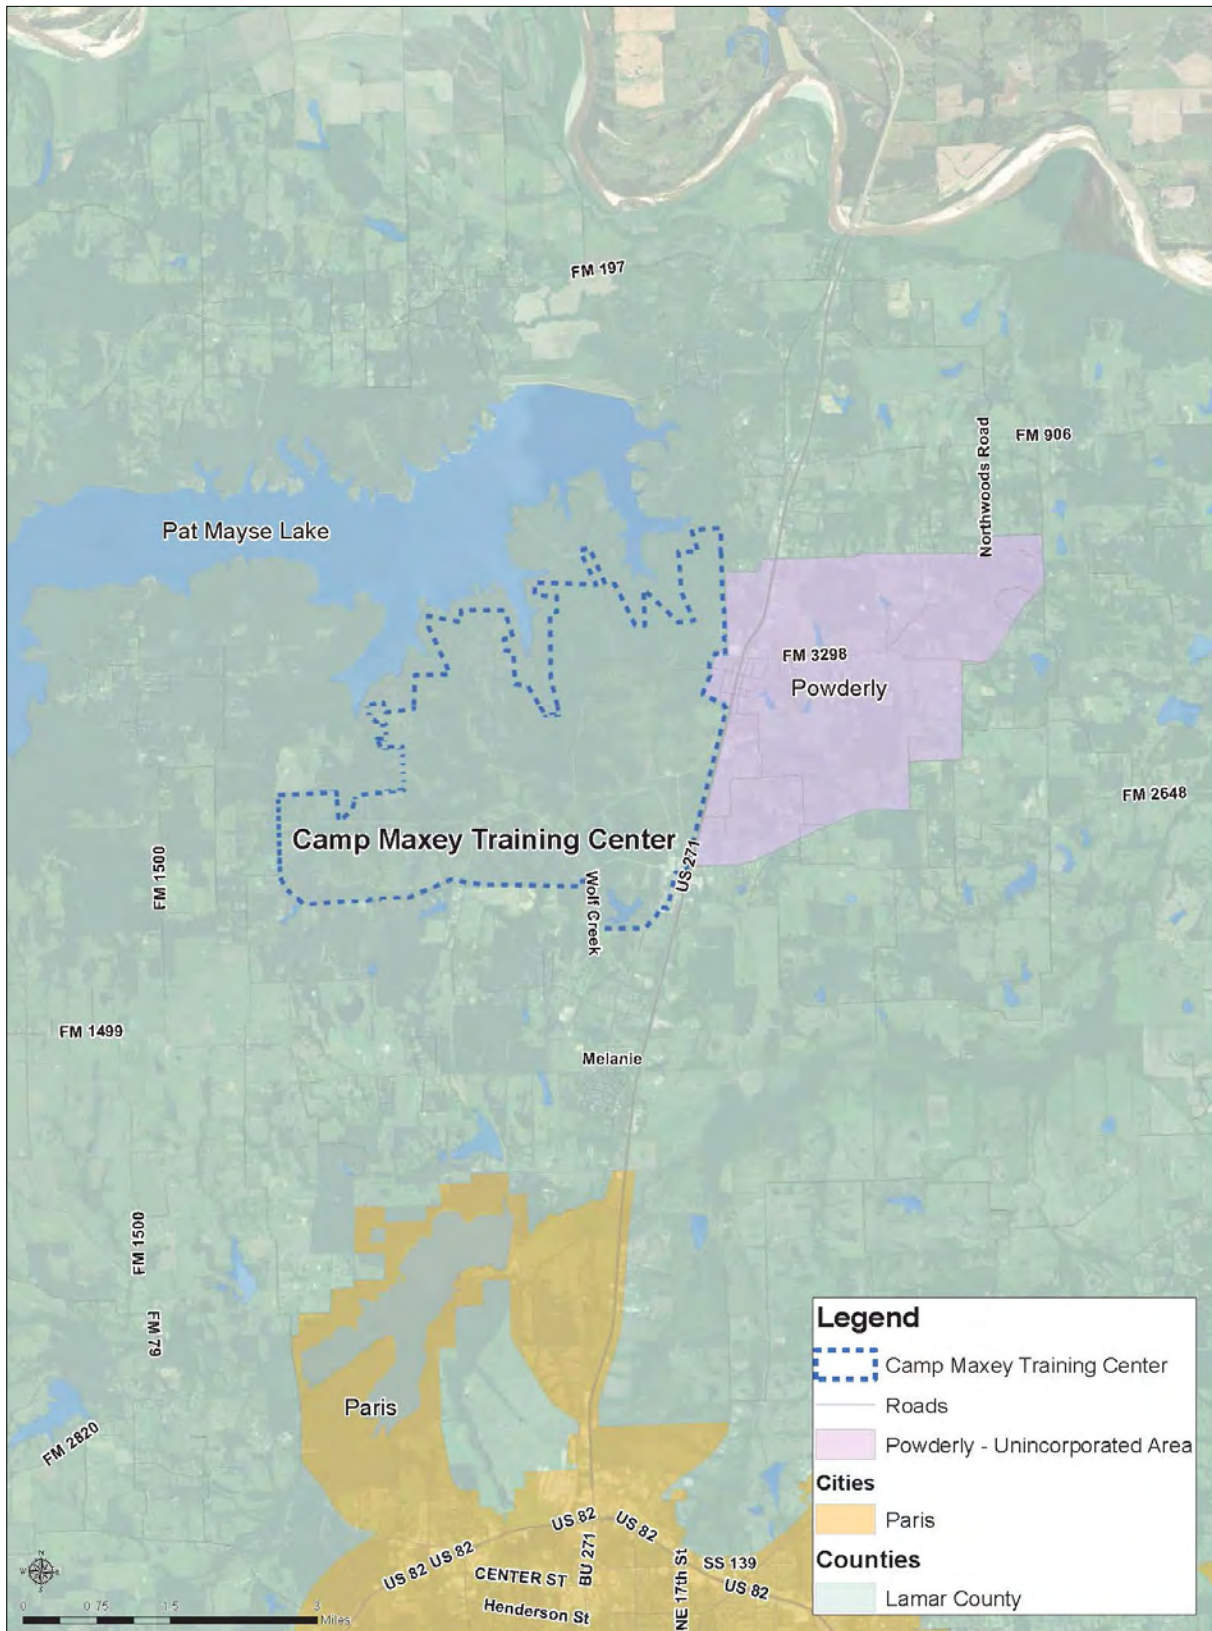 FM 197
FM 906
Northwoods Road
Pat Mayse Lake
FM 3298
Powderly
FM 2648
Camp Maxey Training Center
US 271
FM 1500
Wolf Creek
FM 1499
Melanie
FM 1500
FM 79
Paris
FM 2820
US 82
US 82
US 82
US 82
BU 271
CENTER ST
Henderson St
NE 17th St
SS 139
US 82
Legend
Camp Maxey Training Center
Roads
Powderly - Unincorporated Area
Cities
Paris
Counties
Lamar County
N
W
E
S
0 0.75 1.5 3
Miles